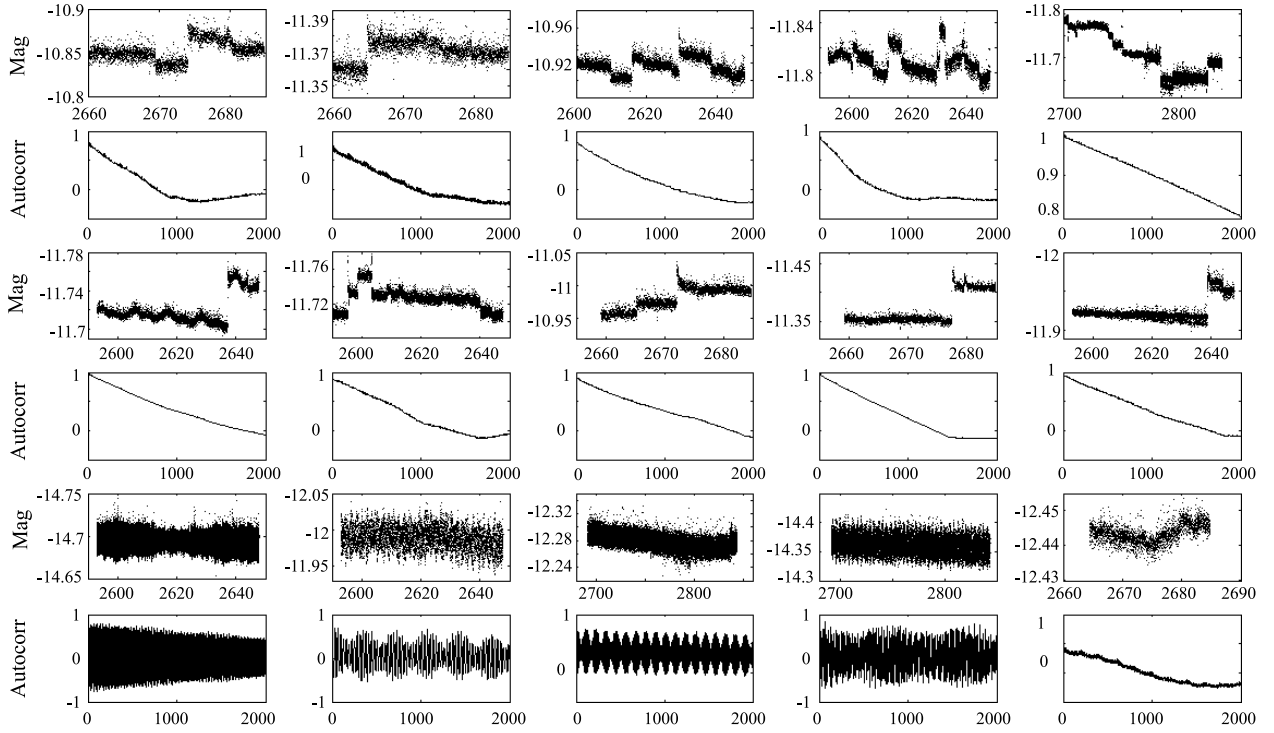 -10.9 -11.39 -10.96 -11.84 -11.8
Mag -10.85 -11.37 -10.92 -11.8 -11.7
-10.8 -11.35
2660 2670 2680 2660 2670 2680 2600 2620 2640 2600 2610 2620 2630 2640 2700 2800
1 1 1 1
Autocorr 0 1 0 0 0 0.9
0.8
0 1000 2000 0 1000 2000 0 1000 2000 0 1000 2000 0 1000 2000
-11.78 -11.76 -11.05 -11.45 -12
Mag -11.74 -11.72 -11 -11.35 -11.9
-11.7 -10.95
2600 2620 2640 2600 2610 2620 2630 2640 2660 2670 2680 2660 2670 2680 2600 2620 2640
1 1 1 1 1
Autocorr 0 0 0 0 0
0 1000 2000 0 1000 2000 0 1000 2000 0 1000 2000 0 1000 2000
-14.75 -12.05 -12.32 -14.4 -12.45
Mag -14.7 -12 -12.28 -14.35 -12.44
-14.65 -11.95 -12.24 -14.3 -12.43
2600 2620 2640 2600 2620 2640 2700 2800 2700 2800 2660 2670 2680 2690
1 1 1 1 1
Autocorr 0 0 0 0 0
-1 -1 -1
0 1000 2000 0 1000 2000 0 1000 2000 0 1000 2000 0 1000 2000